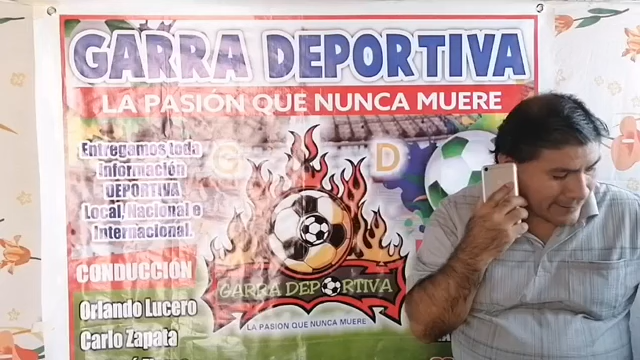 GARRA DEPORTIVA
LA PASIÓN QUE NUNCA MUERE
Entregamos toda
Información
DEPORTIVA
Local, Nacional e
Internacional.
G D
GARRA DEPORTIVA
LA PASION QUE NUNCA MUERE
CONDUCCIÓN
Orlando Lucero
Carlo Zapata